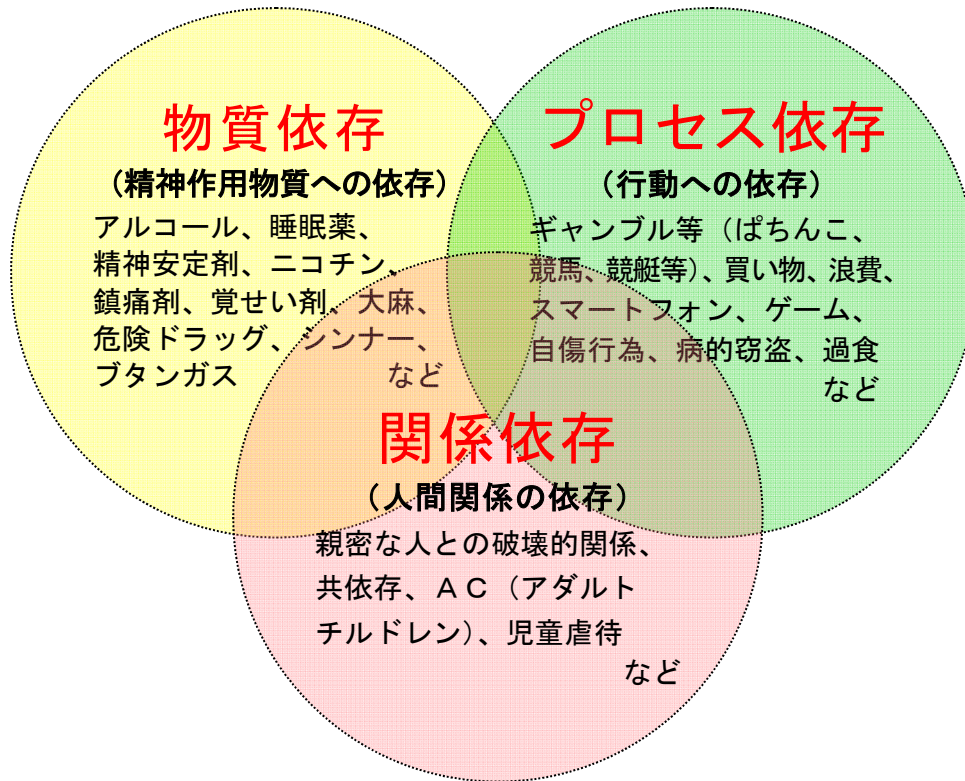 物質依存
（精神作用物質への依存）
アルコール、睡眠薬、
精神安定剤、ニコチン、
鎮痛剤、覚せい剤、大麻、
危険ドラッグ、シンナー、
ブタンガス　　　　　など
プロセス依存
（行動への依存）
ギャンブル等（ぱちんこ、
競馬、競艇等）、買い物、浪費、
スマートフォン、ゲーム、
自傷行為、病的窃盗、過食
など
関係依存
（人間関係の依存）
親密な人との破壊的関係、
共依存、ＡＣ（アダルト
チルドレン）、児童虐待
など